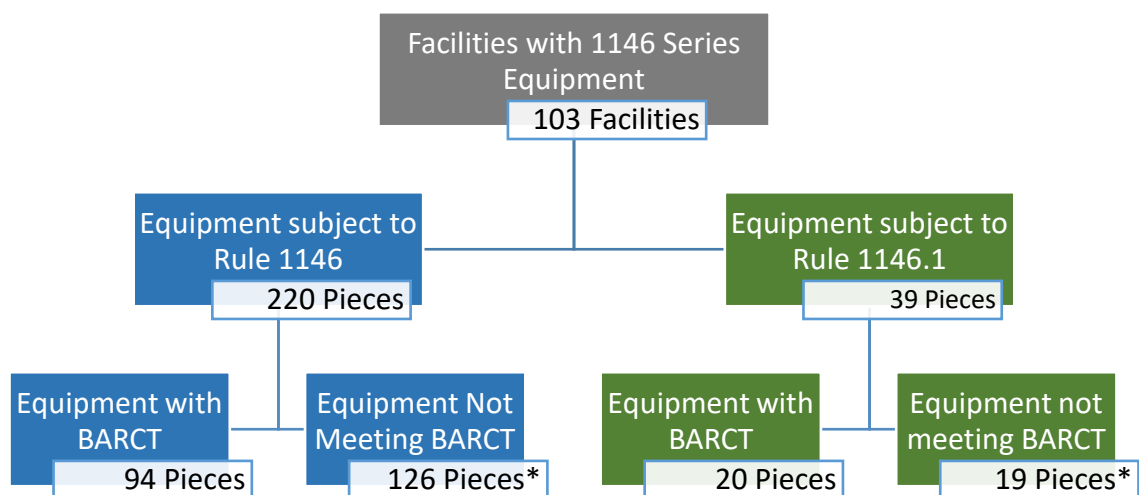 Facilities with 1146 Series
Equipment
103 Facilities
Equipment subject to
Rule 1146
220 Pieces
Equipment subject to
Rule 1146.1
39 Pieces
Equipment with
BARCT
94 Pieces
Equipment Not
Meeting BARCT
126 Pieces*
Equipment with
BARCT
20 Pieces
Equipment not
meeting BARCT
19 Pieces*